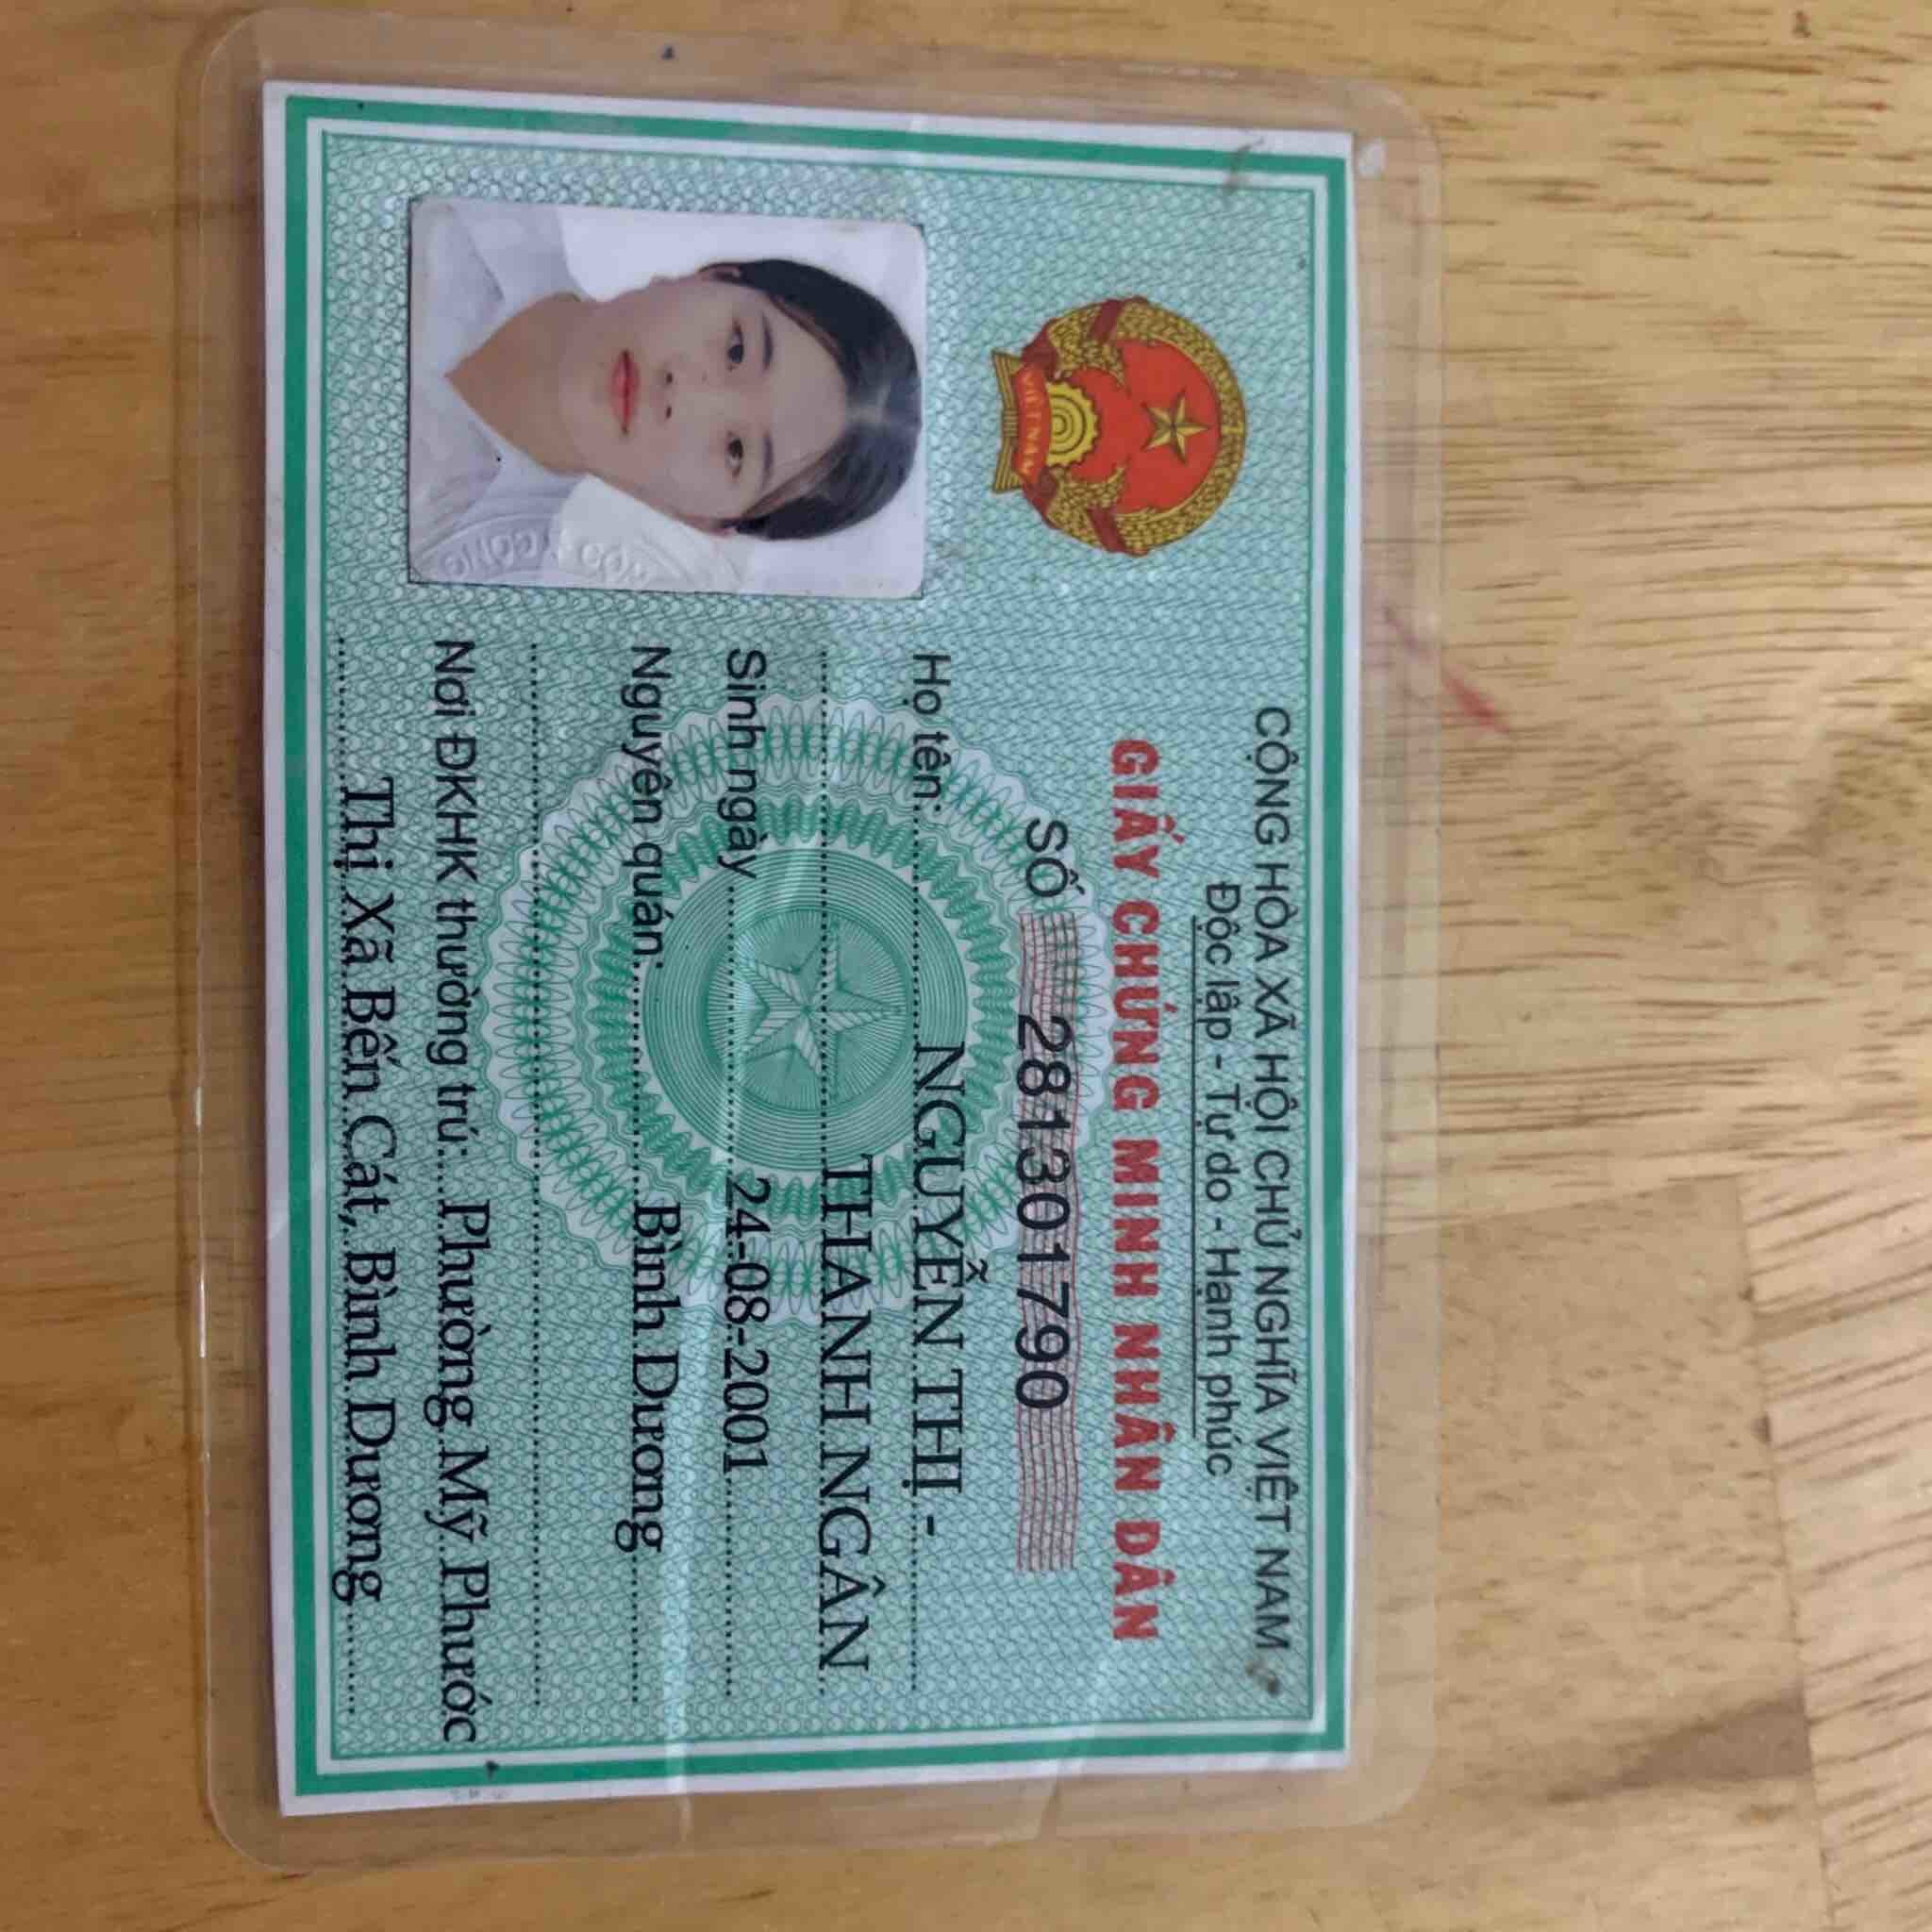 CỘNG HÒA XÃ HỘI CHỦ NGHĨA VIỆT NAM
Độc lập - Tự do - Hạnh phúc
GIẤY CHỨNG MINH NHÂN DÂN
SỐ 281301790
Họ tên: NGUYỄN THỊ -
THANH NGÂN
Sinh ngày 24-08-2001
Nguyên quán: Bình Dương
Nơi ĐKHK thường trú: Phường Mỹ Phước
Thị Xã Bến Cát, Bình Dương
VIỆT NAM